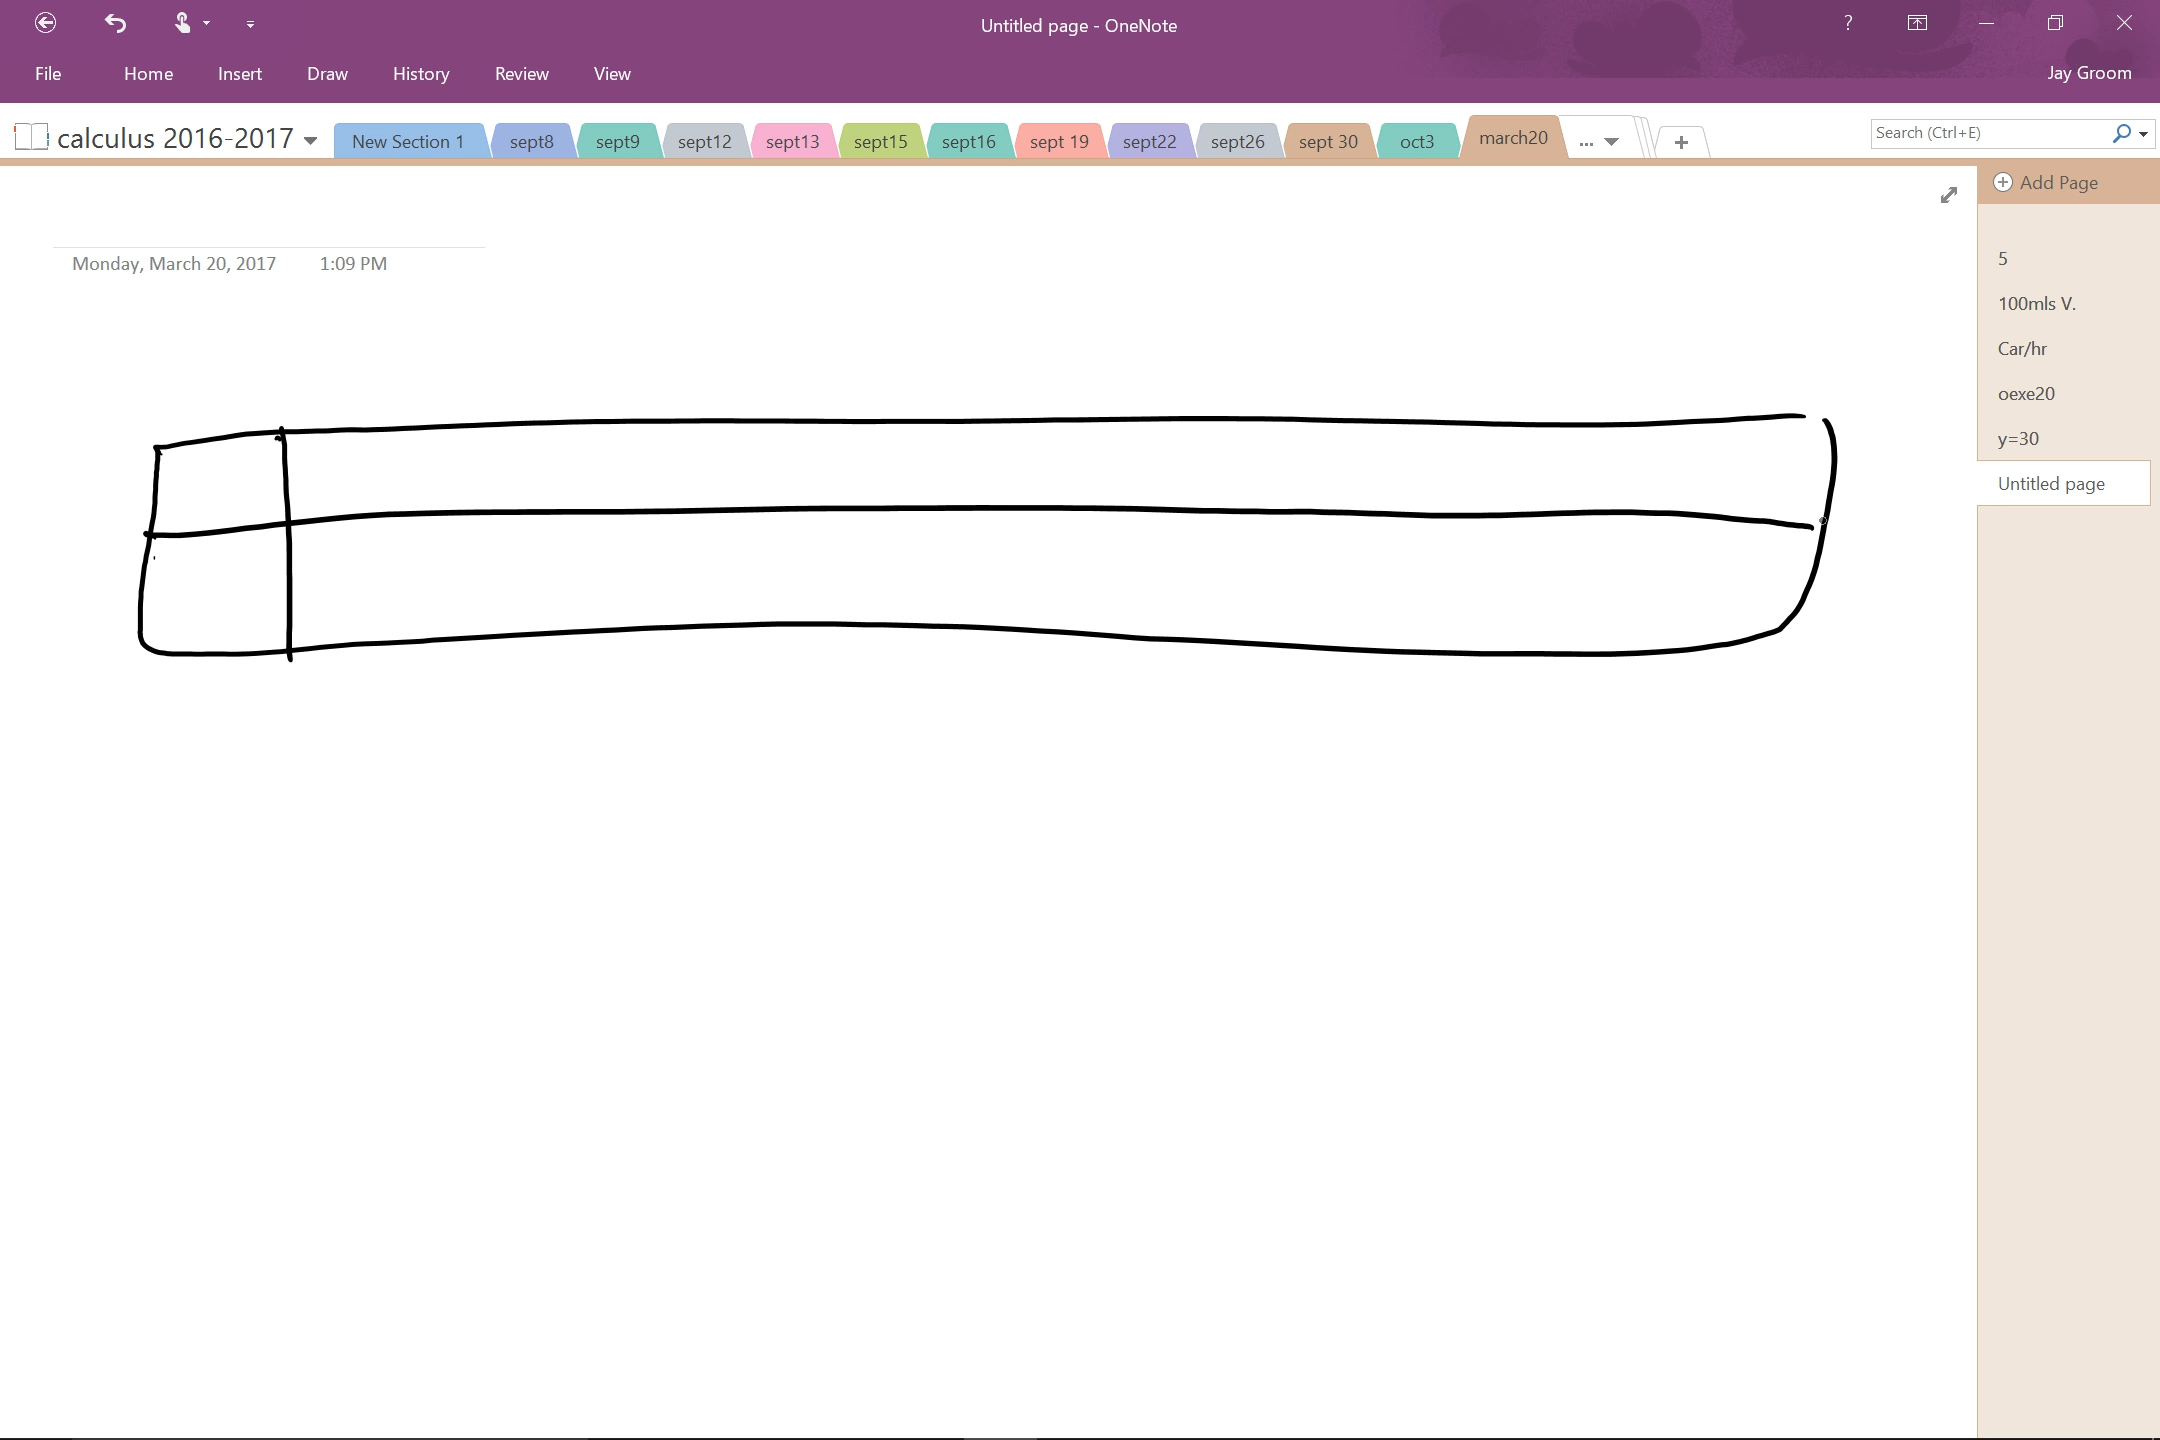 Untitled page - OneNote
?
File Home Insert Draw History Review View
Jay Groom
calculus 2016-2017
New Section 1 sept8 sept9 sept12 sept13 sept15 sept16 sept 19 sept22 sept26 sept 30 oct3 march20 ...
Search (Ctrl+E)
Add Page
Monday, March 20, 2017 1:09 PM
5
100mls V.
Car/hr
oexe20
y=30
Untitled page